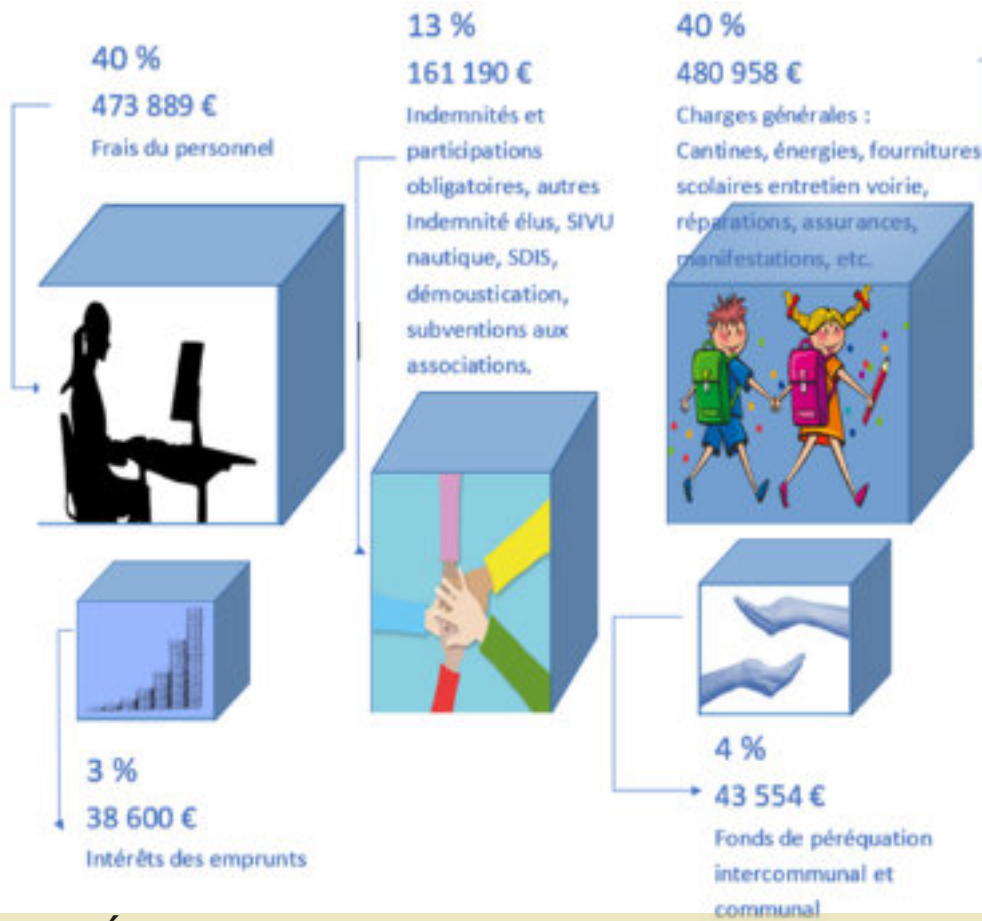 40 %
473 889 €
Frais du personnel
13 %
161 190 €
Indemnités et
participations
obligatoires, autres
Indemnité élus, SIVU
nautique, SDIS,
démoustication,
subventions aux
associations.
40 %
480 958 €
Charges générales :
Cantines, énergies, fournitures
scolaires entretien voirie,
réparations, assurances,
manifestations, etc.
3 %
38 600 €
Intérêts des emprunts
4 %
43 554 €
Fonds de péréquation
intercommunal et
communal